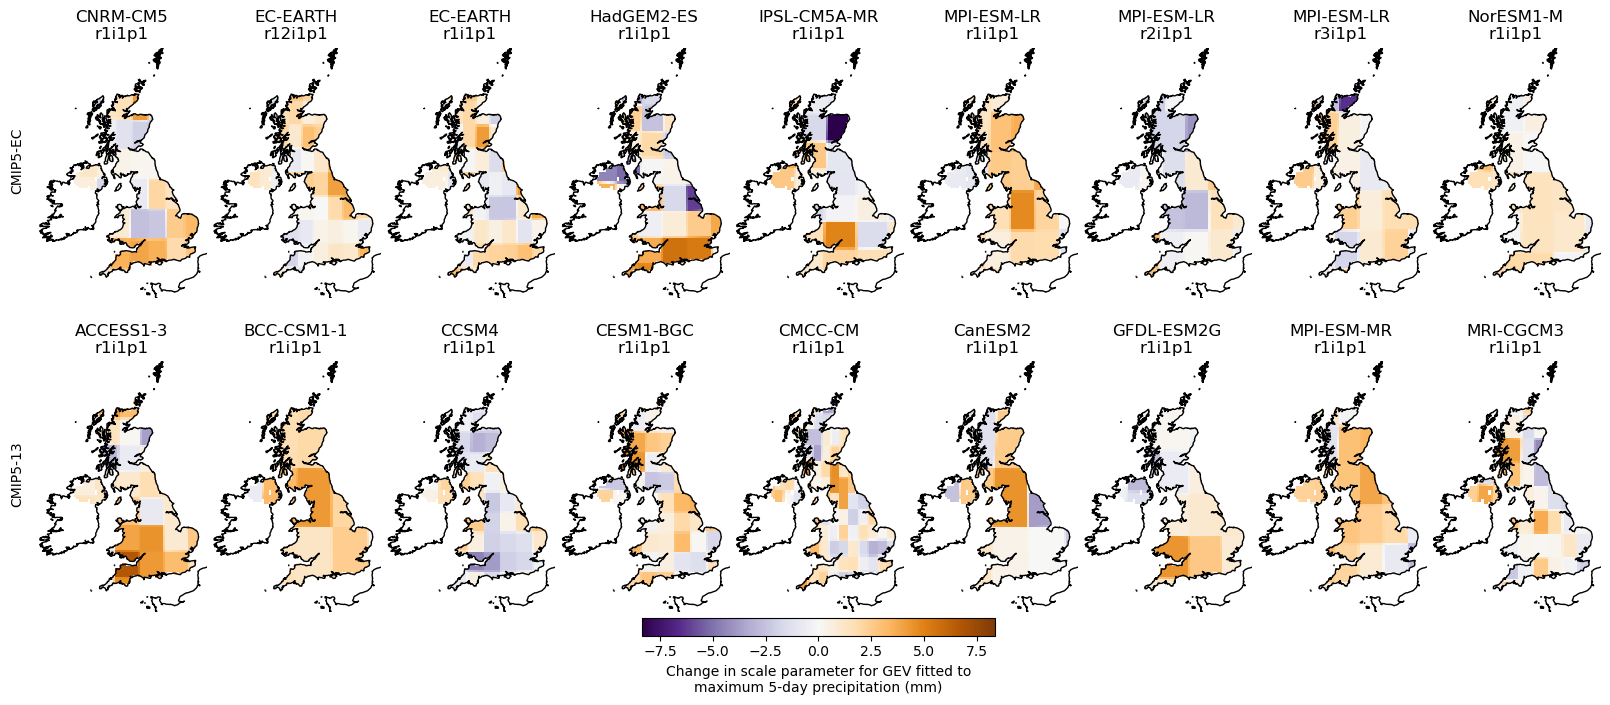 CNRM-CM5 EC-EARTH EC-EARTH HadGEM2-ES IPSL-CM5A-MR MPI-ESM-LR MPI-ESM-LR MPI-ESM-LR NorESM1-M
r1i1p1 r12i1p1 r1i1p1 r1i1p1 r1i1p1 r1i1p1 r2i1p1 r3i1p1 r1i1p1
CMIP5-EC
ACCESS1-3 BCC-CSM1-1 CCSM4 CESM1-BGC CMCC-CM CanESM2 GFDL-ESM2G MPI-ESM-MR MRI-CGCM3
r1i1p1 r1i1p1 r1i1p1 r1i1p1 r1i1p1 r1i1p1 r1i1p1 r1i1p1 r1i1p1
CMIP5-13
−7.5 −5.0 −2.5 0.0 2.5 5.0 7.5
Change in scale parameter for GEV fitted to
maximum 5-day precipitation (mm)